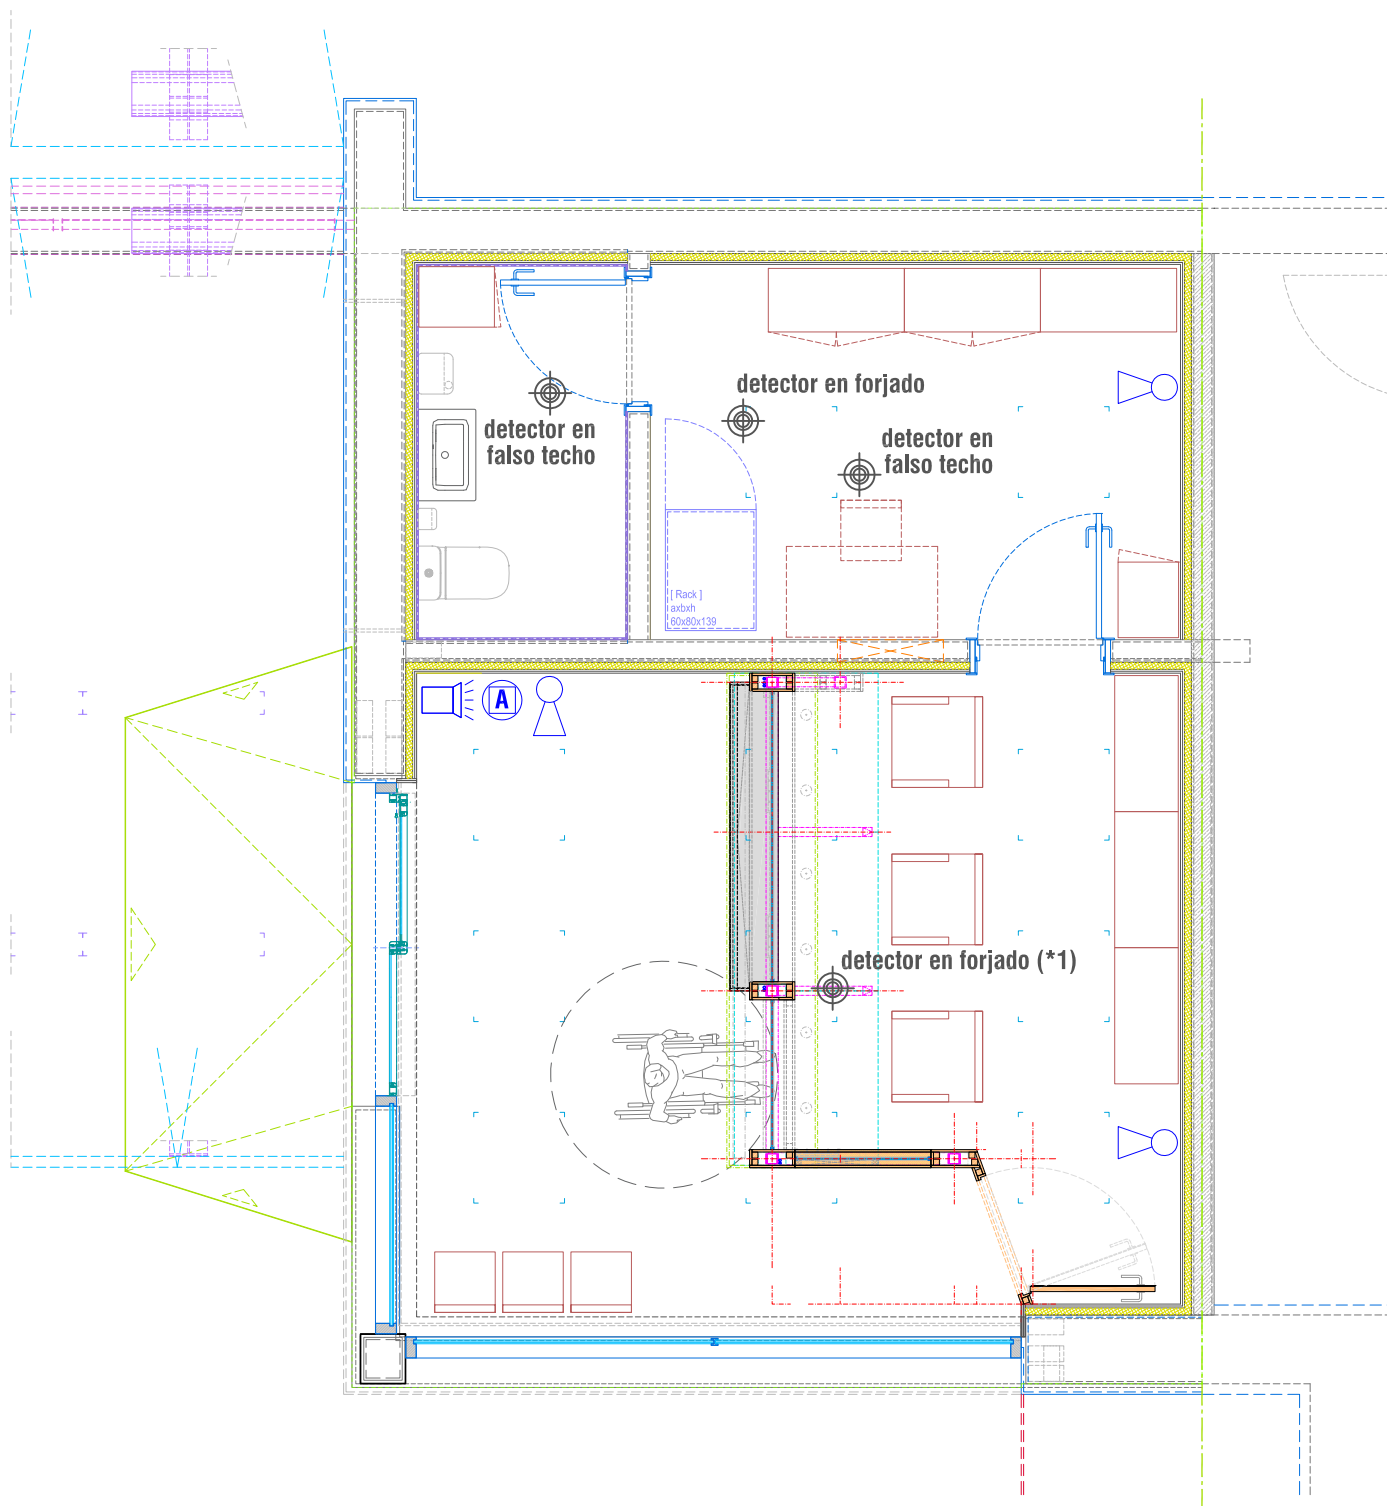 detector en forjado
detector en
falso techo
detector en
falso techo
[ Rack ]
axbxh
60x80x139
A
detector en forjado (*1)